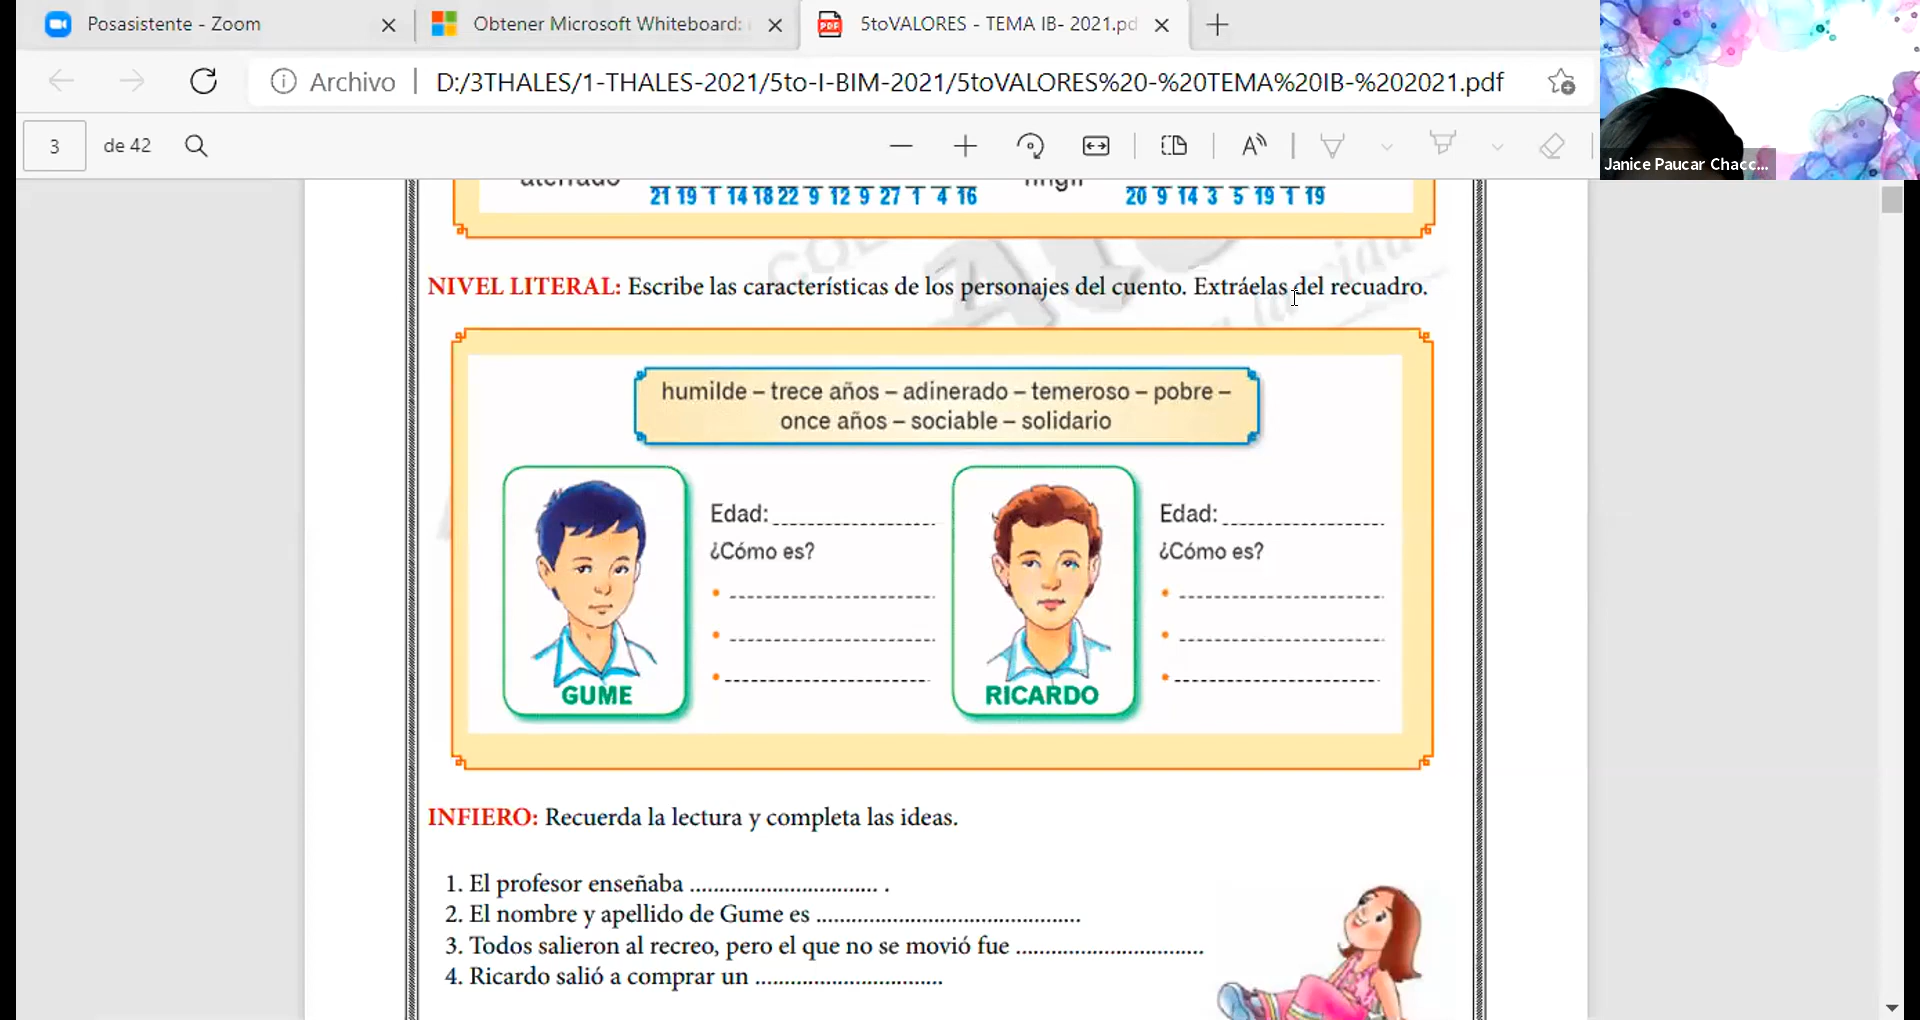 Posasistente - Zoom
Obtener Microsoft Whiteboard:
5toVALORES - TEMA IB- 2021.pd
Archivo
D:/3THALES/1-THALES-2021/5to-I-BIM-2021/5toVALORES%20-%20TEMA%20IB-%202021.pdf
3 de 42
Janice Paucar Chacc...
aterrado
fingir
21 19 1 14 18 22 9 12 9 27 1 4 16
20 9 14 3 5 19 1 19
NIVEL LITERAL: Escribe las características de los personajes del cuento. Extráelas del recuadro.
humilde – trece años – adinerado – temeroso – pobre –
once años – sociable – solidario
Edad:
¿Cómo es?
GUME
Edad:
¿Cómo es?
RICARDO
INFIERO: Recuerda la lectura y completa las ideas.
1. El profesor enseñaba ................................ .
2. El nombre y apellido de Gume es .............................................
3. Todos salieron al recreo, pero el que no se movió fue ................................
4. Ricardo salió a comprar un ................................